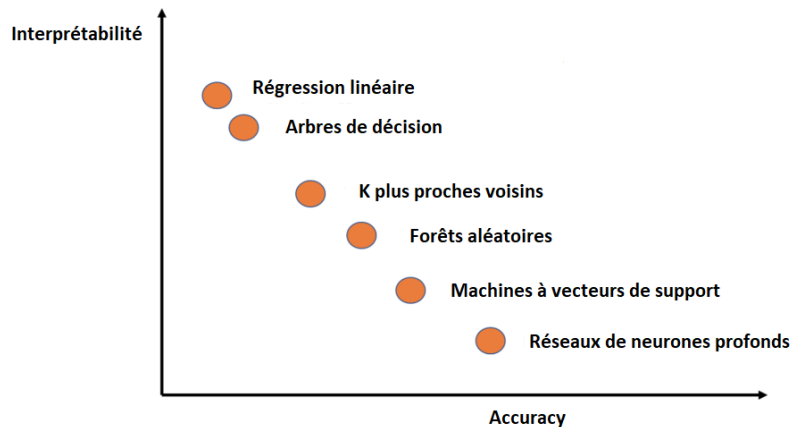 Interprétabilité
Régression linéaire
Arbres de décision
K plus proches voisins
Forêts aléatoires
Machines à vecteurs de support
Réseaux de neurones profonds
Accuracy